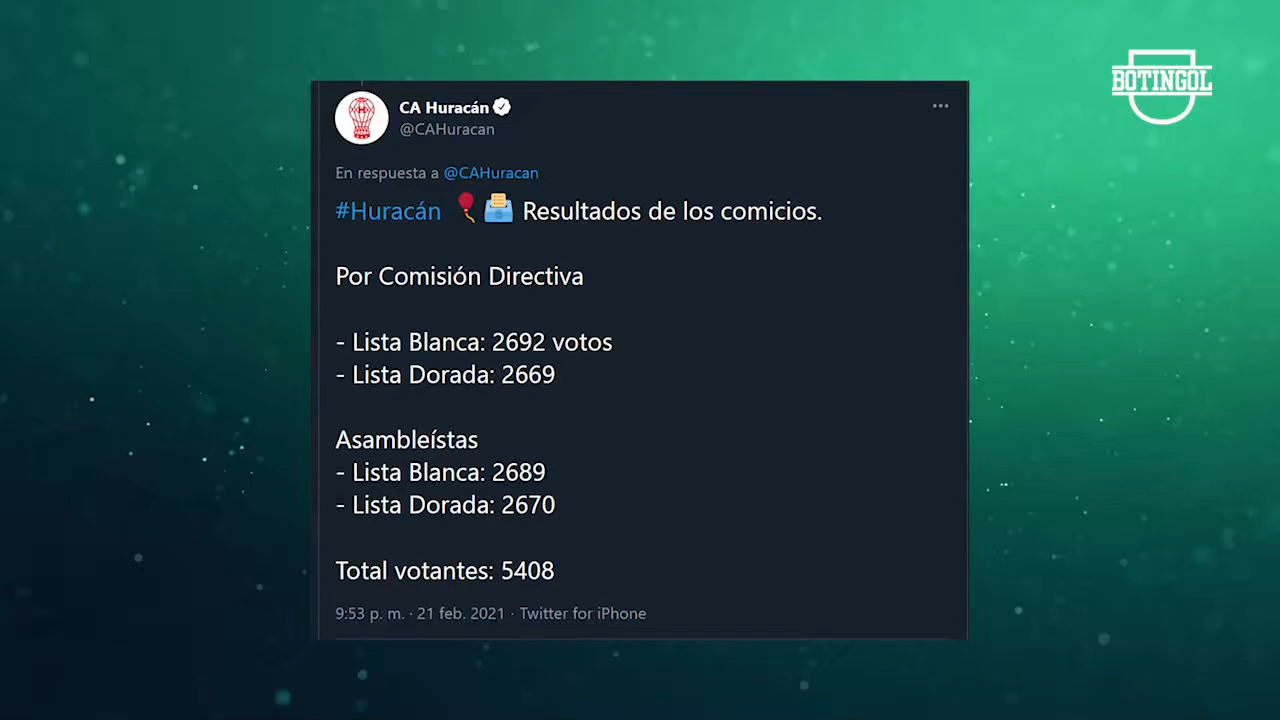 BOTINGOL
CA Huracán
@CAHuracan
En respuesta a @CAHuracan
#Huracán 🎈🗳️ Resultados de los comicios.
Por Comisión Directiva
- Lista Blanca: 2692 votos
- Lista Dorada: 2669
Asambleístas
- Lista Blanca: 2689
- Lista Dorada: 2670
Total votantes: 5408
9:53 p. m. · 21 feb. 2021 · Twitter for iPhone